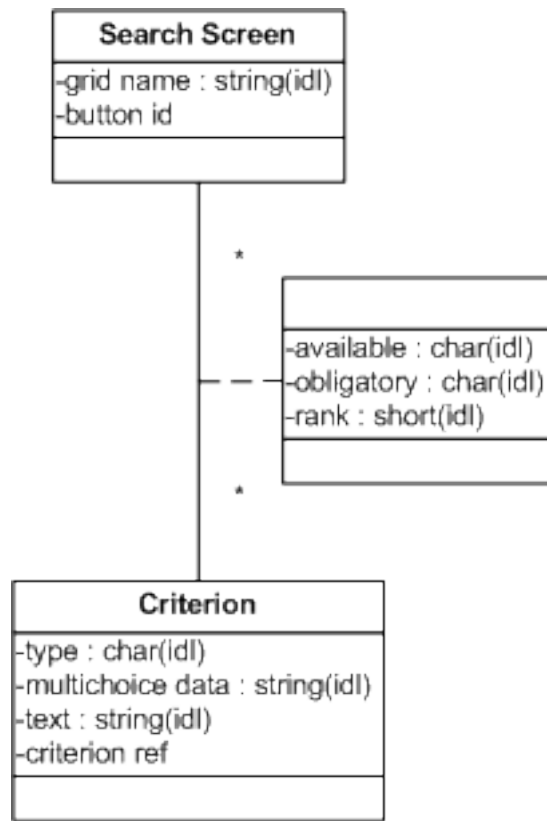 Search Screen
-grid name : string(idl)
-button id
*
-available : char(idl)
-obligatory : char(idl)
-rank : short(idl)
*
Criterion
-type : char(idl)
-multichoice data : string(idl)
-text : string(idl)
-criterion ref